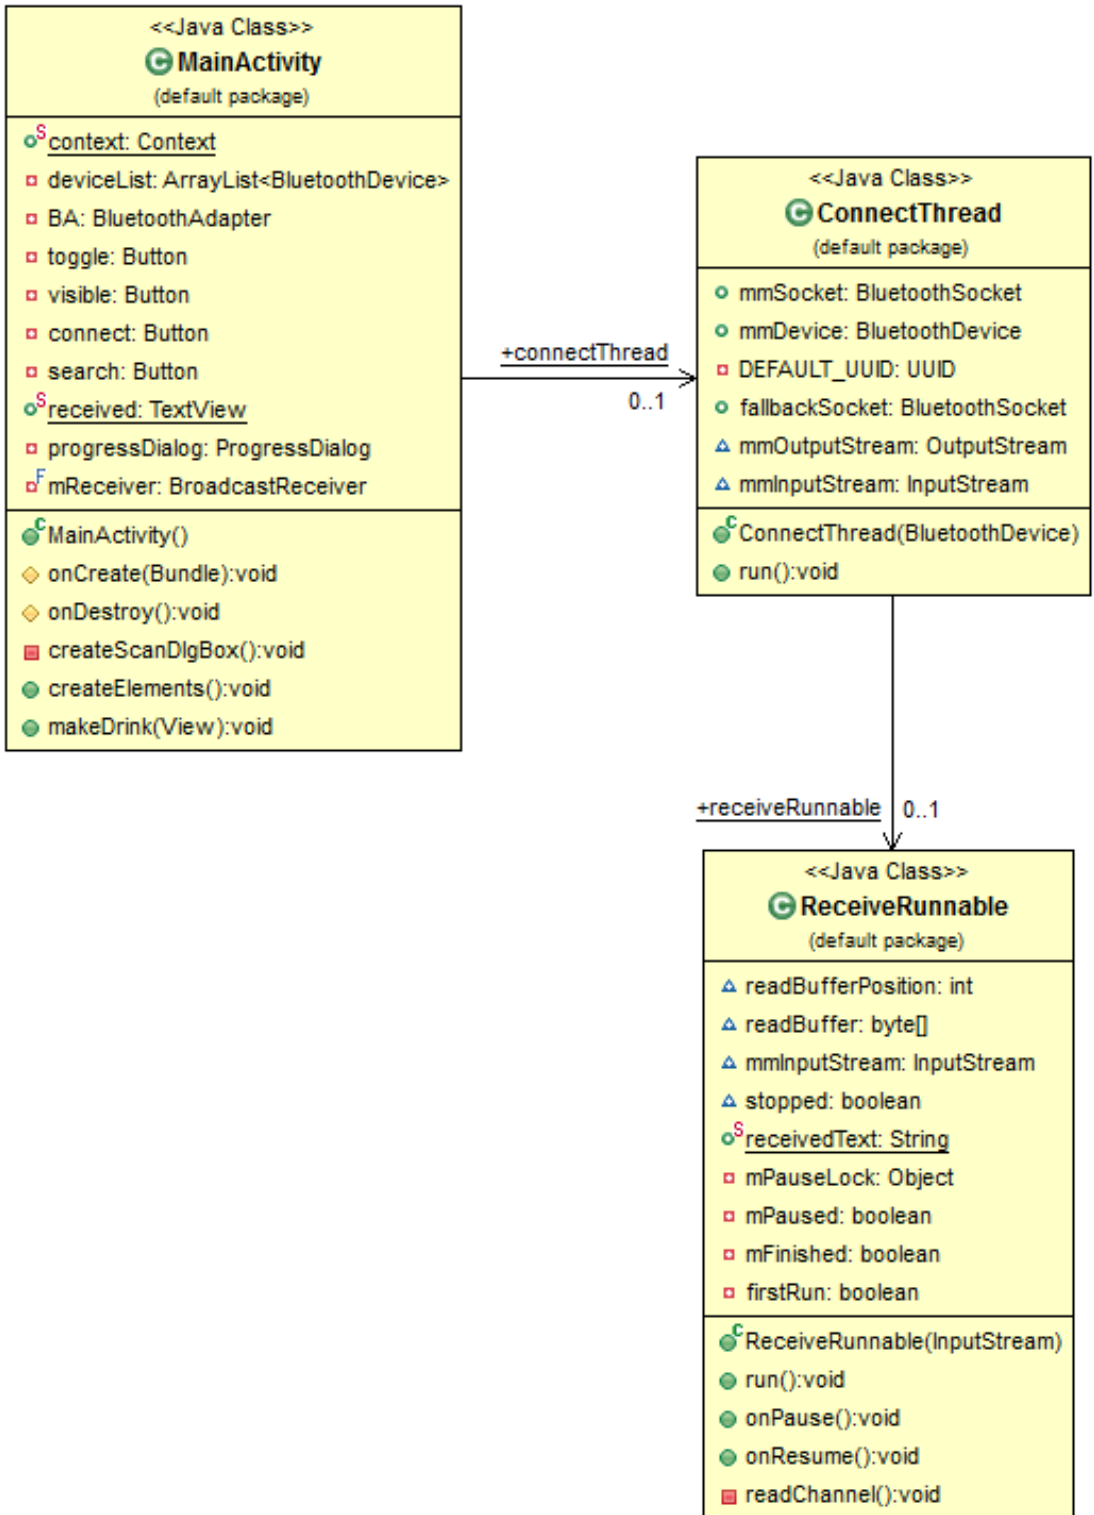 <<Java Class>>
C MainActivity
(default package)
S context: Context
deviceList: ArrayList<BluetoothDevice>
BA: BluetoothAdapter
toggle: Button
visible: Button
connect: Button
search: Button
S received: TextView
progressDialog: ProgressDialog
F mReceiver: BroadcastReceiver
C MainActivity()
onCreate(Bundle):void
onDestroy():void
createScanDlgBox():void
createElements():void
makeDrink(View):void
+connectThread
0..1
<<Java Class>>
C ConnectThread
(default package)
mmSocket: BluetoothSocket
mmDevice: BluetoothDevice
DEFAULT_UUID: UUID
fallbackSocket: BluetoothSocket
mmOutputStream: OutputStream
mmInputStream: InputStream
C ConnectThread(BluetoothDevice)
run():void
+receiveRunnable 0..1
<<Java Class>>
C ReceiveRunnable
(default package)
readBufferPosition: int
readBuffer: byte[]
mmInputStream: InputStream
stopped: boolean
S receivedText: String
mPauseLock: Object
mPaused: boolean
mFinished: boolean
firstRun: boolean
C ReceiveRunnable(InputStream)
run():void
onPause():void
onResume():void
readChannel():void